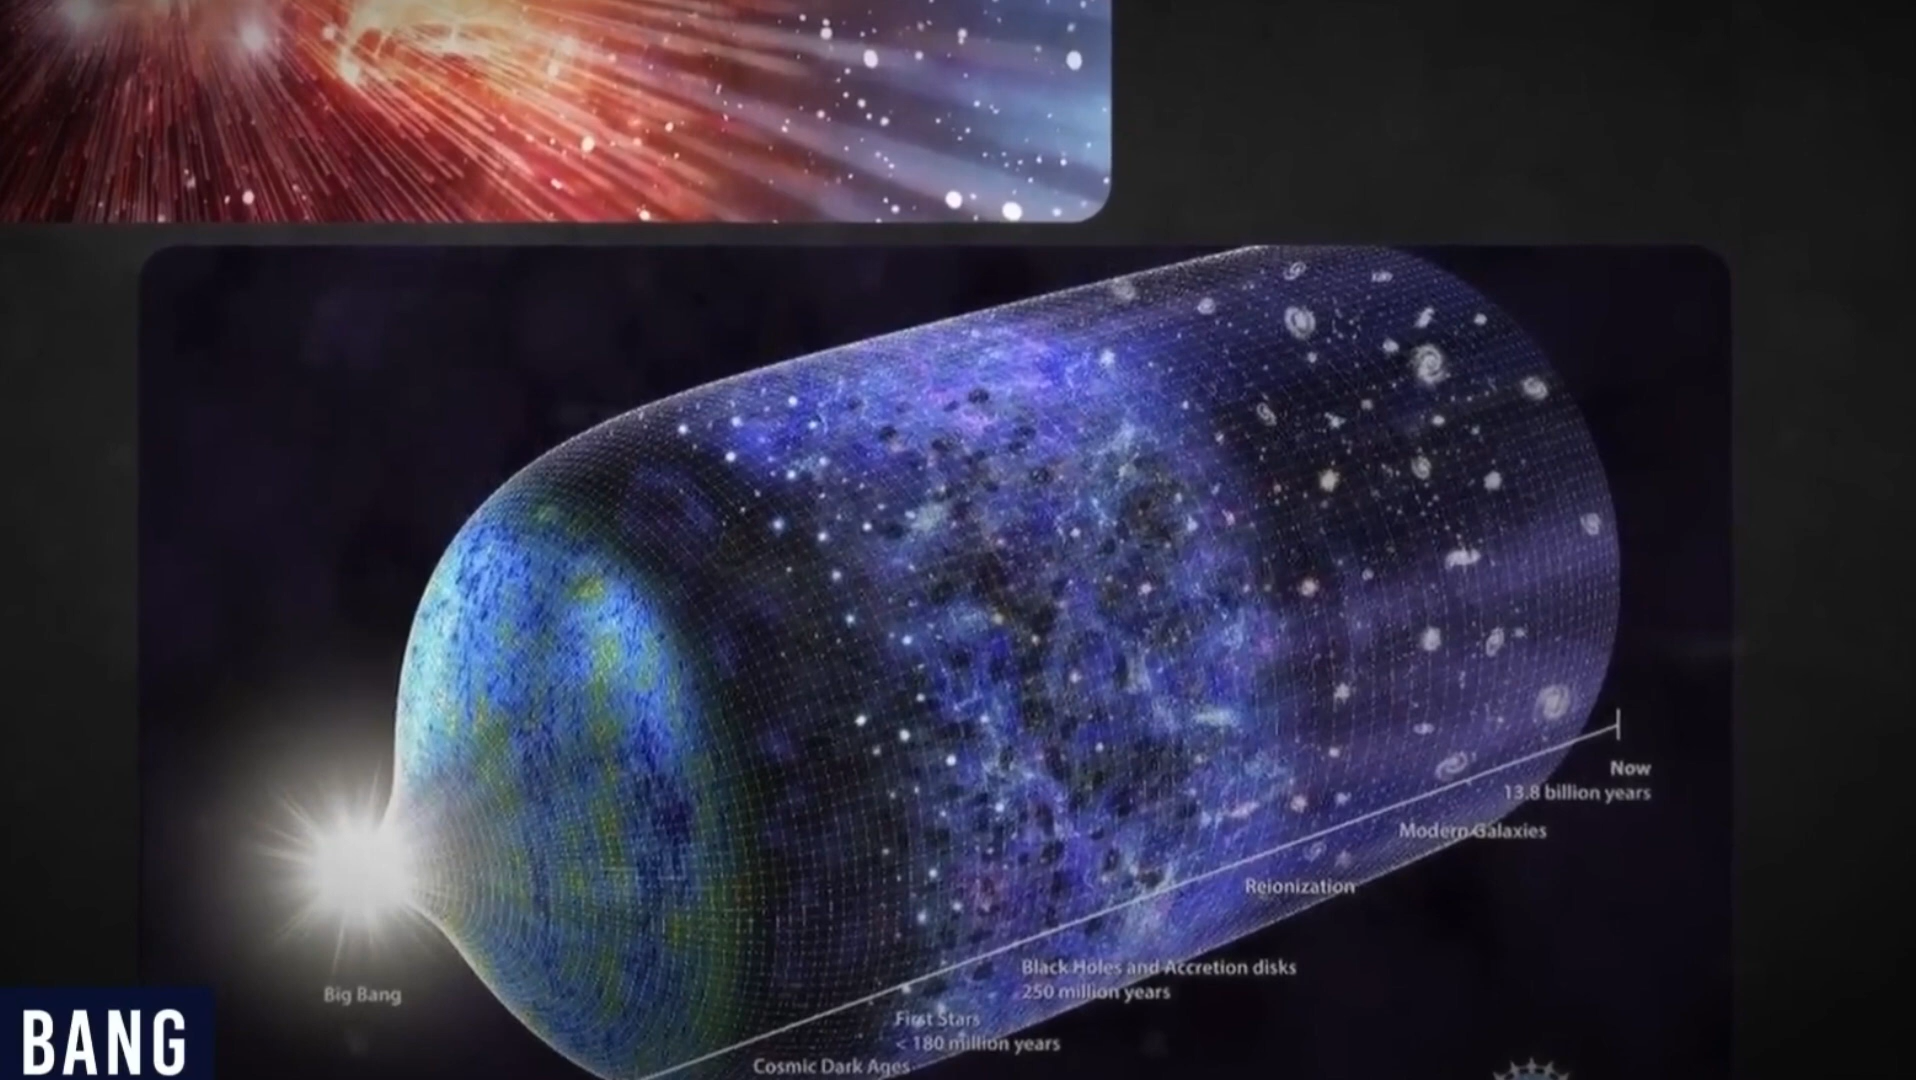 Now
13.8 billion years
Modern Galaxies
Reionization
Black Holes and Accretion disks
250 million years
Big Bang
First Stars
< 180 million years
Cosmic Dark Ages
BANG